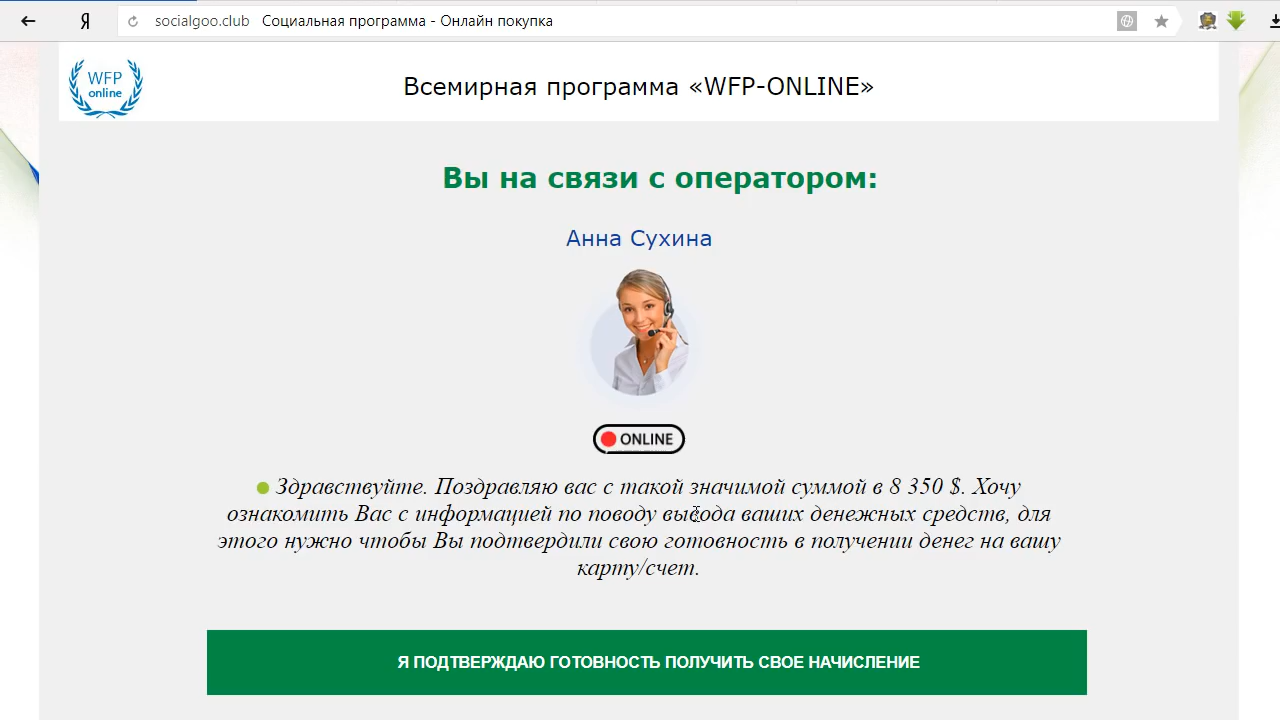 socialgoo.club Социальная программа - Онлайн покупка
WFP
online
Всемирная программа «WFP-ONLINE»
Вы на связи с оператором:
Анна Сухина
ONLINE
Здравствуйте. Поздравляю вас с такой значимой суммой в 8 350 $. Хочу
ознакомить Вас с информацией по поводу вывода ваших денежных средств, для
этого нужно чтобы Вы подтвердили свою готовность в получении денег на вашу
карту/счет.
Я ПОДТВЕРЖДАЮ ГОТОВНОСТЬ ПОЛУЧИТЬ СВОЕ НАЧИСЛЕНИЕ